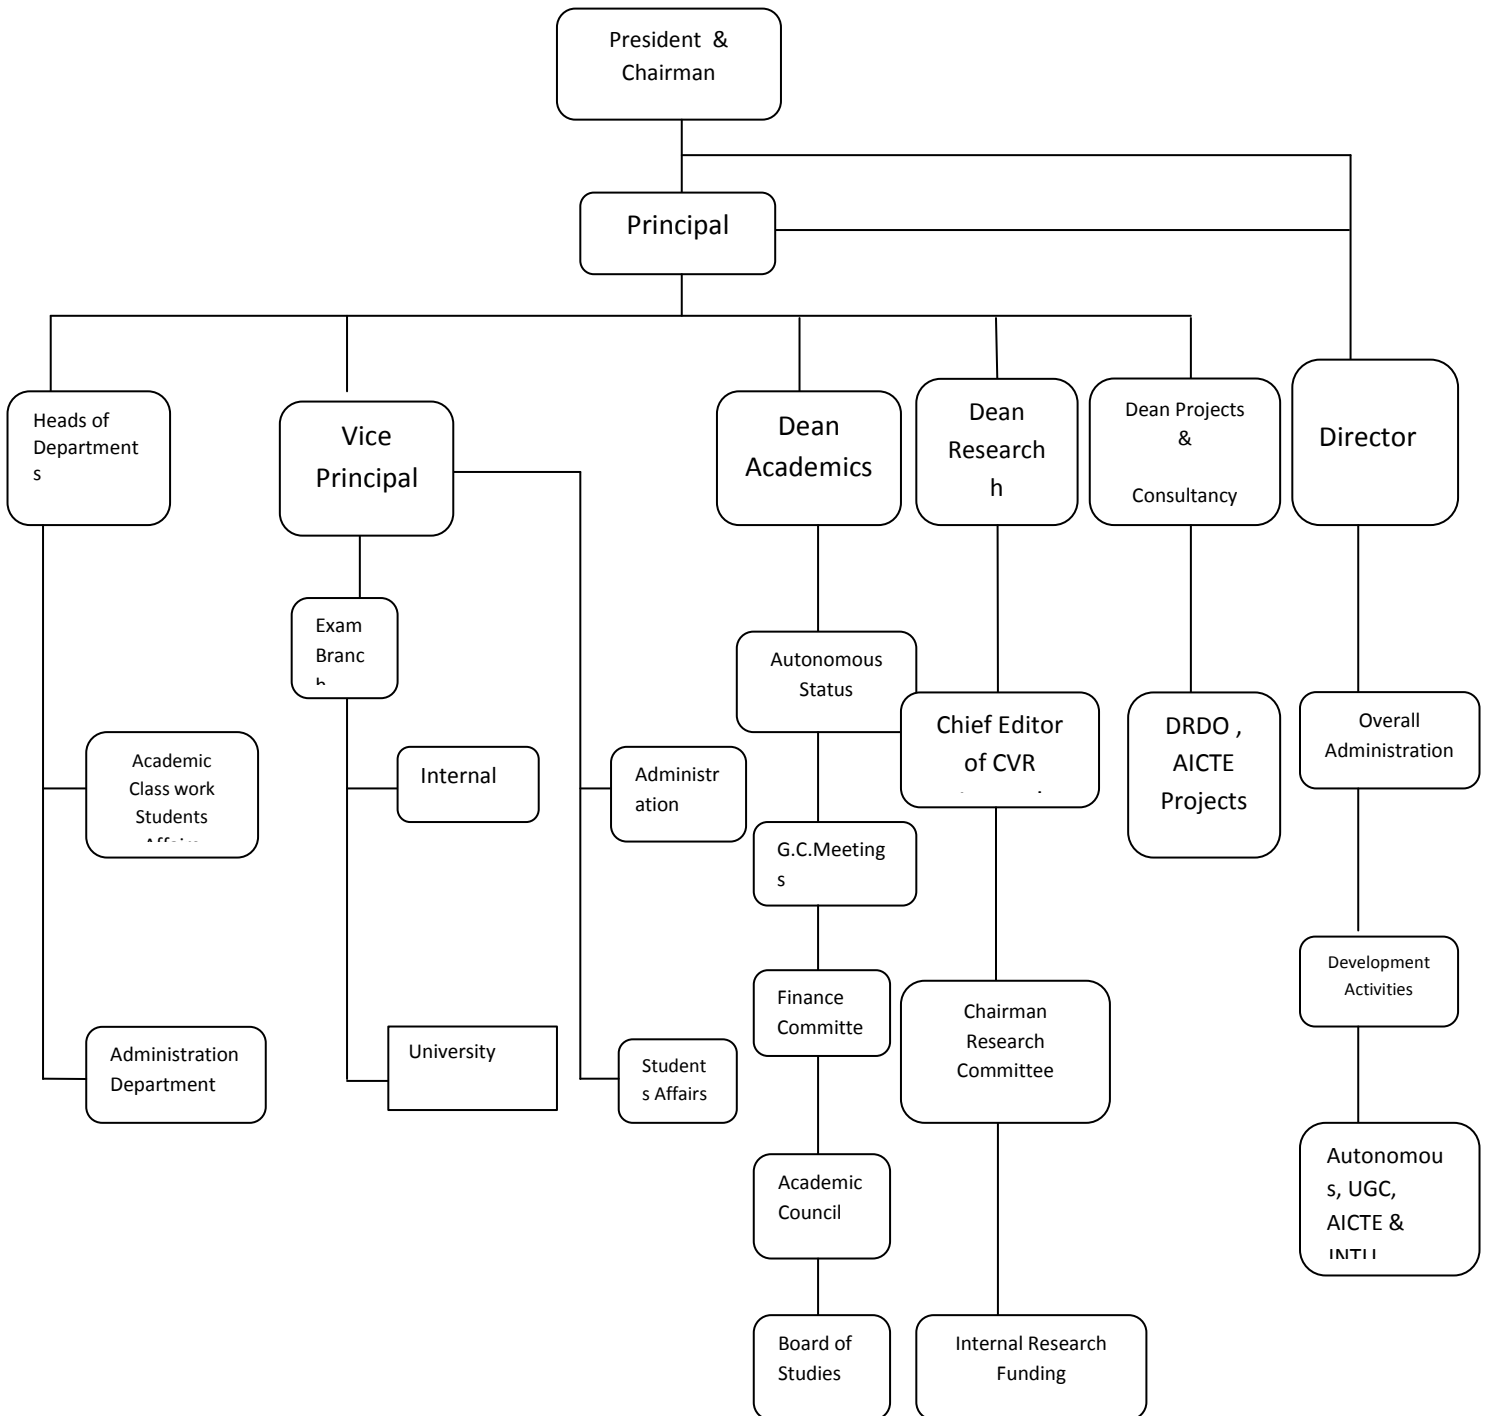 President &
Chairman
Principal
Heads of
Department
s
Vice
Principal
Dean
Academics
Dean
Researc
h
Dean Projects
&
Consultancy
Director
Exam
Branc
Autonomous
Status
Academic
Class work
Students
Internal
Administr
ation
Chief Editor
of CVR
DRDO ,
AICTE
Projects
Overall
Administration
G.C.Meeting
s
Development
Activities
Finance
Committe
Chairman
Research
Committee
Administration
Department
University
Student
s Affairs
Academic
Council
Autonomou
s, UGC,
AICTE &
Board of
Studies
Internal Research
Funding